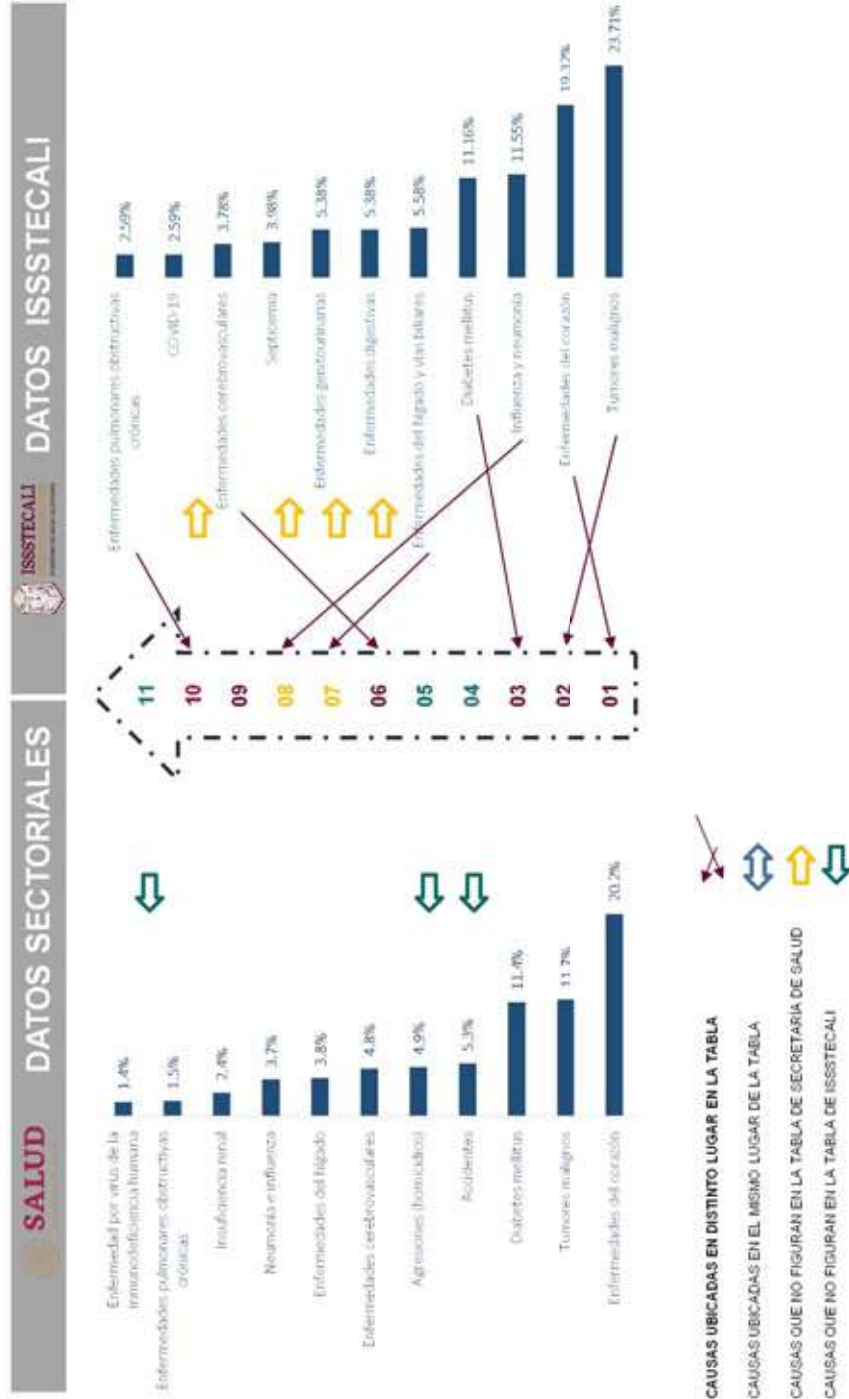 SALUD
DATOS SECTORIALES
ISSSTECALI
DATOS ISSSTECALI
Enfermedad por virus de la
inmunodeficiencia humana
1.4%
Enfermedades pulmonares obstructivas
crónicas
1.5%
Insuficiencia renal
2.4%
Neumonía e influenza
3.7%
Enfermedades del hígado
3.8%
Enfermedades cerebrovasculares
4.8%
Agresiones (homicidios)
4.9%
Accidentes
5.3%
Diabetes mellitus
11.4%
Tumores malignos
11.7%
Enfermedades del corazón
20.2%
11
10
09
08
07
06
05
04
03
02
01
Enfermedades pulmonares obstructivas
crónicas
2.59%
COVID-19
2.59%
Enfermedades cerebrovasculares
3.78%
Septicemia
3.98%
Enfermedades genitourinarias
5.38%
Enfermedades digestivas
5.38%
Enfermedades del hígado y vías biliares
5.58%
Diabetes mellitus
11.16%
Influenza y neumonía
11.55%
Enfermedades del corazón
19.32%
Tumores malignos
23.71%
CAUSAS UBICADAS EN DISTINTO LUGAR EN LA TABLA
CAUSAS UBICADAS EN EL MISMO LUGAR DE LA TABLA
CAUSAS QUE NO FIGURAN EN LA TABLA DE SECRETARÍA DE SALUD
CAUSAS QUE NO FIGURAN EN LA TABLA DE ISSSTECALI